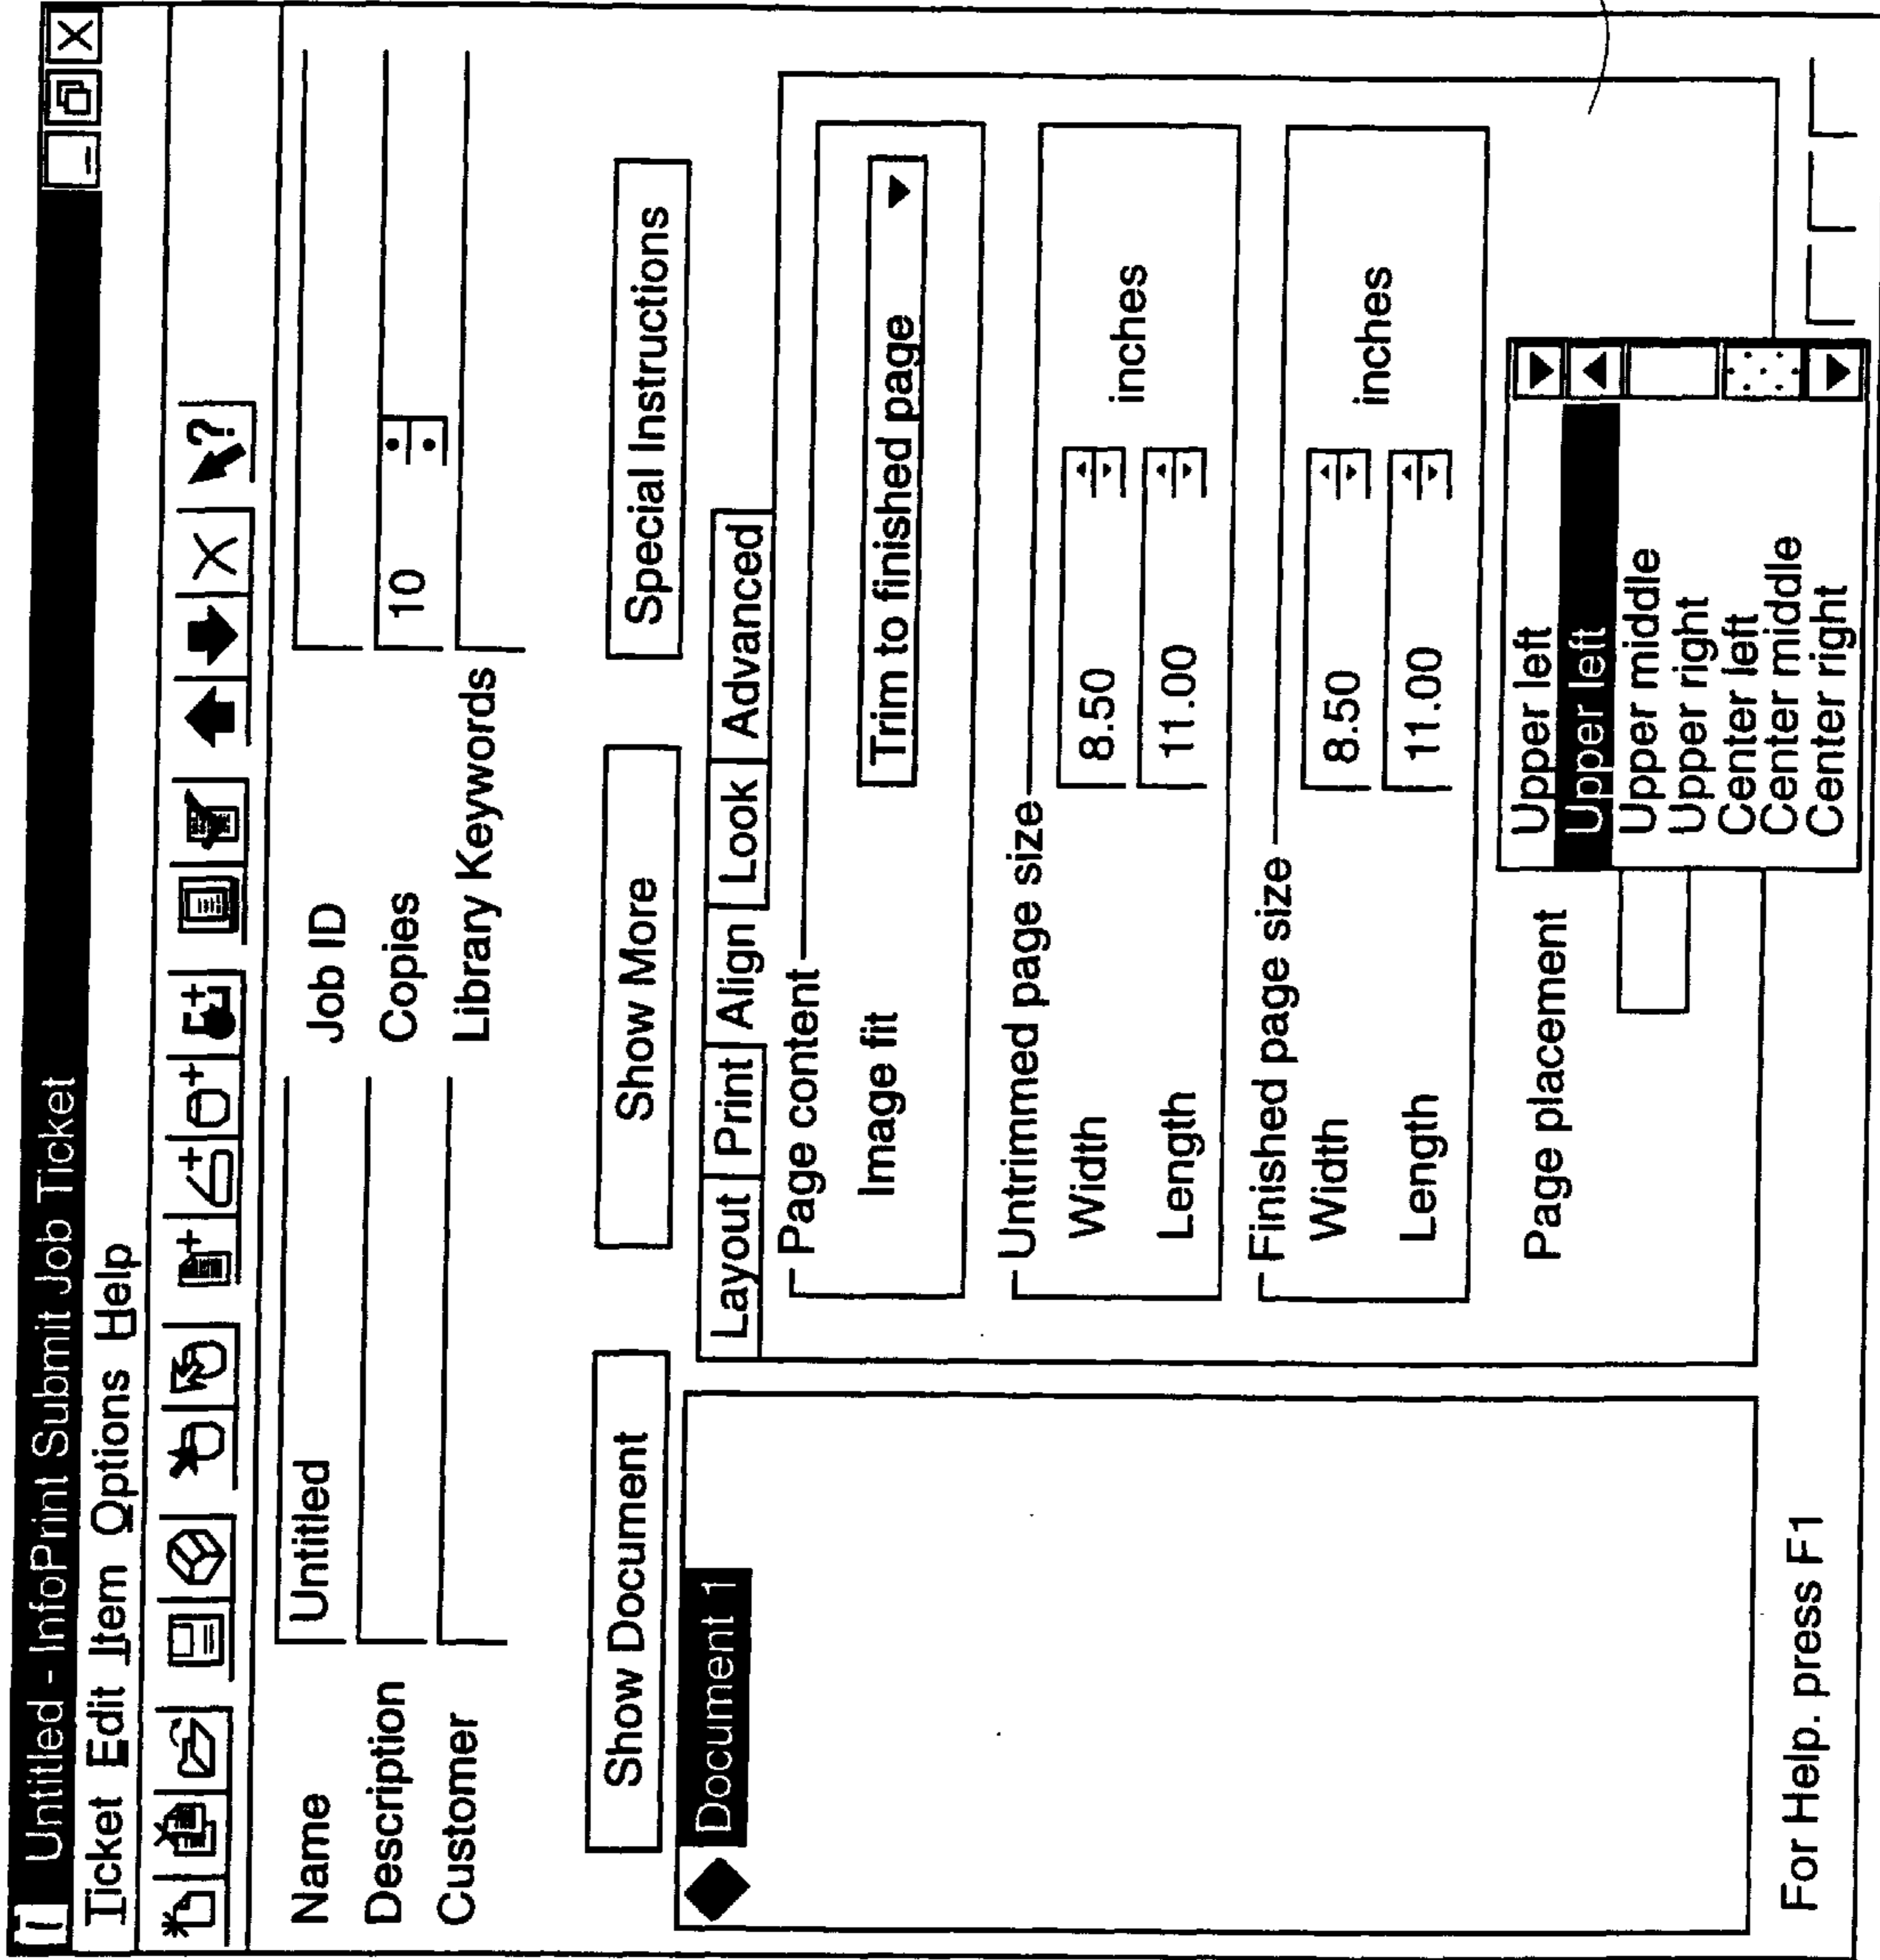 Untitled - InfoPrint Submit Job Ticket
Ticket Edit Item Options Help
Name Untitled Job ID
Description Copies 10
Customer Library Keywords
Show Document Show More Special Instructions
Document 1
Layout Print Align Look Advanced
Page content
Image fit Trim to finished page
Untrimmed page size
Width 8.50 inches
Length 11.00
Finished page size
Width 8.50 inches
Length 11.00
Page placement Upper left
Upper left
Upper middle
Upper right
Center left
Center middle
Center right
For Help. press F1